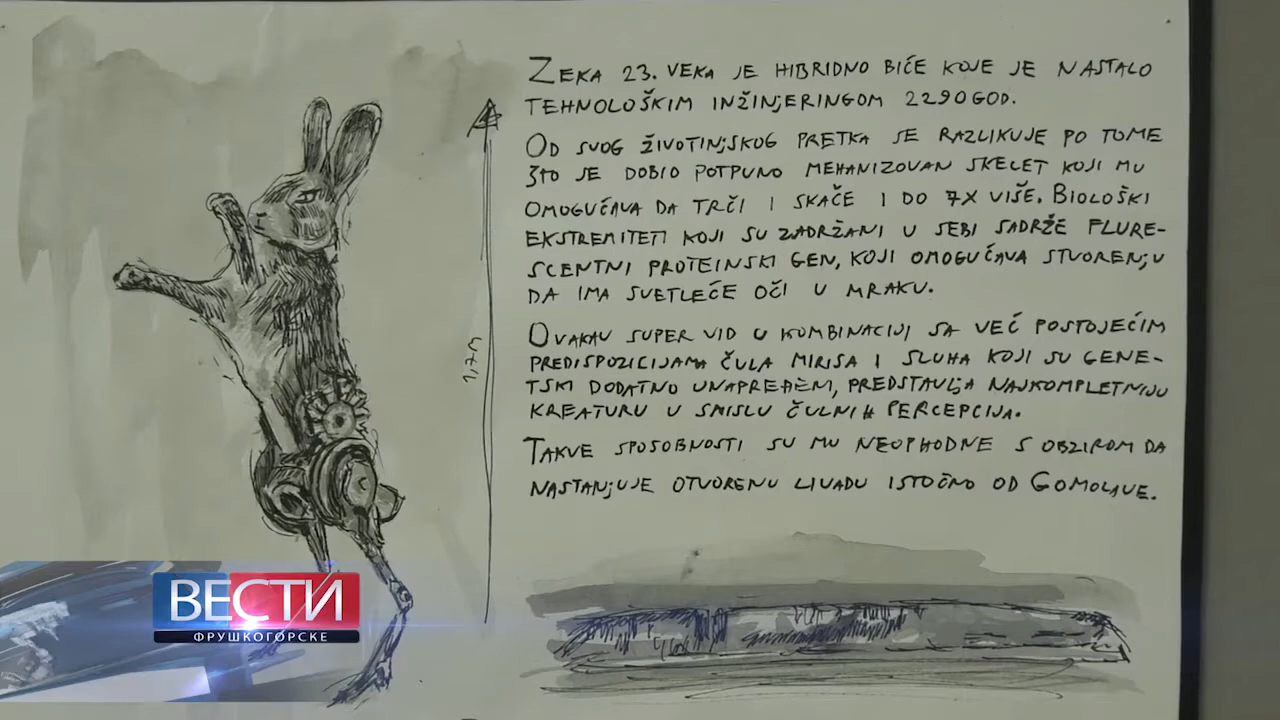 ZEKA 23. VEKA JE HIBRIDNO BIĆE KOJE JE NASTALO
TEHNOLOŠKIM INŽINJERINGOM 2290 GOD.
OD SVOG ŽIVOTINJSKOG PRETKA SE RAZLIKUJE PO TOME
ŠTO JE DOBIO POTPUNO MEHANIZOVAN SKELET KOJI MU
OMOGUĆAVA DA TRČI I SKAČE I DO 7X VIŠE. BIOLOŠKI
EKSTREMITETI KOJI SU ZADRŽANI U SEBI SADRŽE FLURE-
SCENTNI PROTEINSKI GEN, KOJI OMOGUĆAVA STVORENJU
DA IMA SVETLEĆE OČI U MRAKU.
OVAKAV SUPER VID U KOMBINACIJI SA VEĆ POSTOJEĆIM
PREDISPOZICIJAMA ČULA MIRISA I SLUHA KOJI SU GENE-
TSKI DODATNO UNAPREĐENI, PREDSTAVLJA NAJKOMPLETNIJU
KREATURU U SMISLU ČULNIH PERCEPCIJA.
TAKVE SPOSOBNOSTI SU MU NEOPHODNE S OBZIROM DA
NASTANJUJE OTVORENU LIVADU ISTOČNO OD GOMOLAVE.
1,7m
ВЕСТИ
ФРУШКОГОРСКЕ